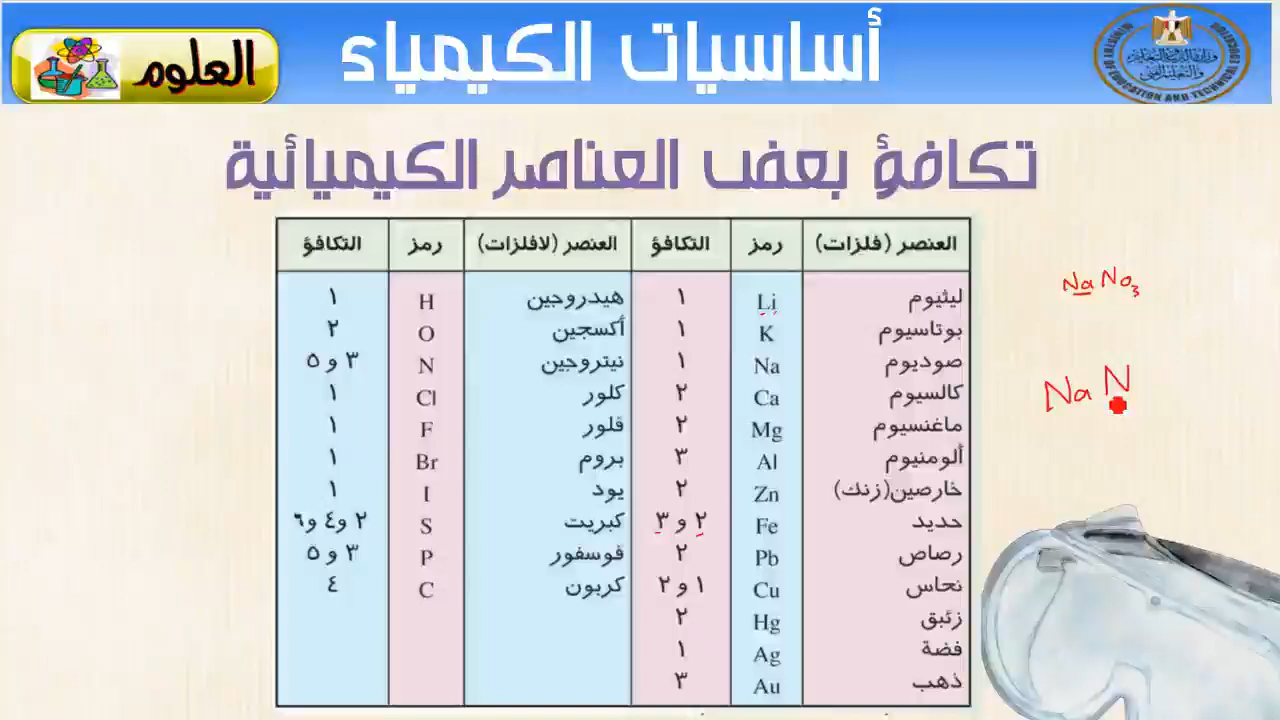 أساسيات الكيمياء
العلوم
تكافؤ بعض العناصر الكيميائية
العنصر (فلزات) رمز التكافؤ العنصر (لافلزات) رمز التكافؤ
ليثيوم Li ١ هيدروجين H ١
بوتاسيوم K ١ أكسجين O ٢
صوديوم Na ١ نيتروجين N ٣ و ٥
كالسيوم Ca ٢ كلور Cl ١
ماغنسيوم Mg ٢ فلور F ١
ألومنيوم Al ٣ بروم Br ١
خارصين(زنك) Zn ٢ يود I ١
حديد Fe ٢ و ٣ كبريت S ٢ و٤ و٦
رصاص Pb ٢ فوسفور P ٣ و ٥
نحاس Cu ١ و ٢ كربون C ٤
زئبق Hg ٢
فضة Ag ١
ذهب Au ٣
Na NO3
Na N